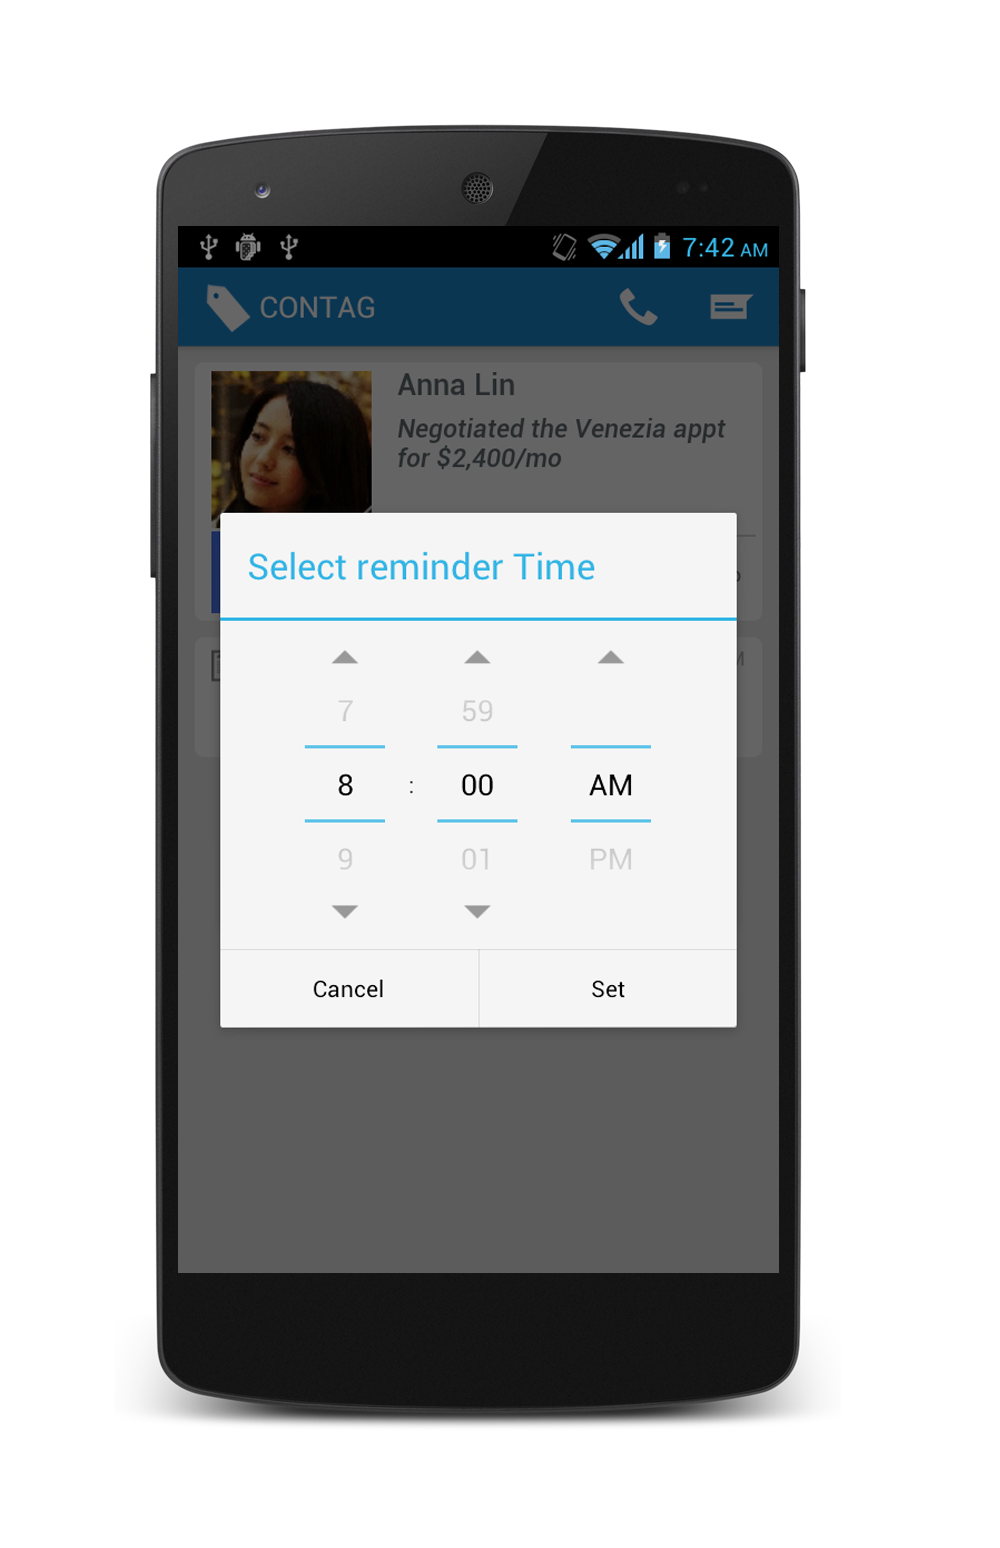 7:42 AM
CONTAG
Anna Lin
Negotiated the Venezia appt
for $2,400/mo
Select reminder Time
7 59
8 : 00 AM
9 01 PM
Cancel Set